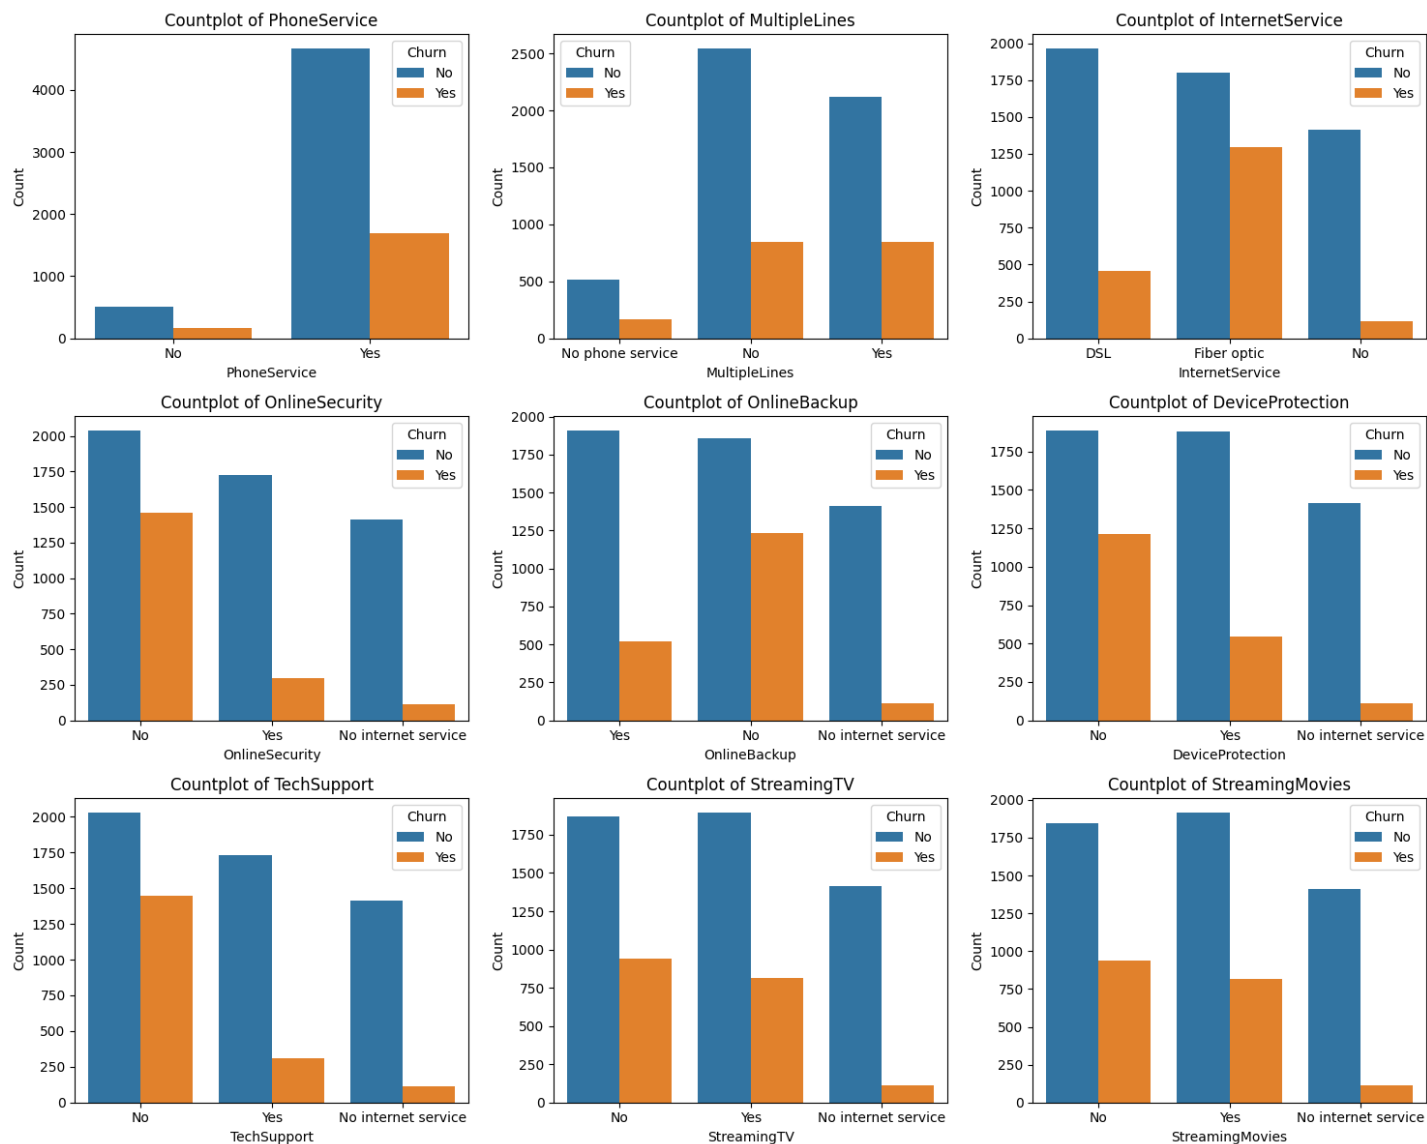 Countplot of PhoneService
Churn
No
Yes
4000
3000
2000
1000
0
Count
No Yes
PhoneService
Countplot of MultipleLines
Churn
No
Yes
2500
2000
1500
1000
500
0
Count
No phone service No Yes
MultipleLines
Countplot of InternetService
Churn
No
Yes
2000
1750
1500
1250
1000
750
500
250
0
Count
DSL Fiber optic No
InternetService
Countplot of OnlineSecurity
Churn
No
Yes
2000
1750
1500
1250
1000
750
500
250
0
Count
No Yes No internet service
OnlineSecurity
Countplot of OnlineBackup
Churn
No
Yes
2000
1750
1500
1250
1000
750
500
250
0
Count
Yes No No internet service
OnlineBackup
Countplot of DeviceProtection
Churn
No
Yes
1750
1500
1250
1000
750
500
250
0
Count
No Yes No internet service
DeviceProtection
Countplot of TechSupport
Churn
No
Yes
2000
1750
1500
1250
1000
750
500
250
0
Count
No Yes No internet service
TechSupport
Countplot of StreamingTV
Churn
No
Yes
1750
1500
1250
1000
750
500
250
0
Count
No Yes No internet service
StreamingTV
Countplot of StreamingMovies
Churn
No
Yes
2000
1750
1500
1250
1000
750
500
250
0
Count
No Yes No internet service
StreamingMovies